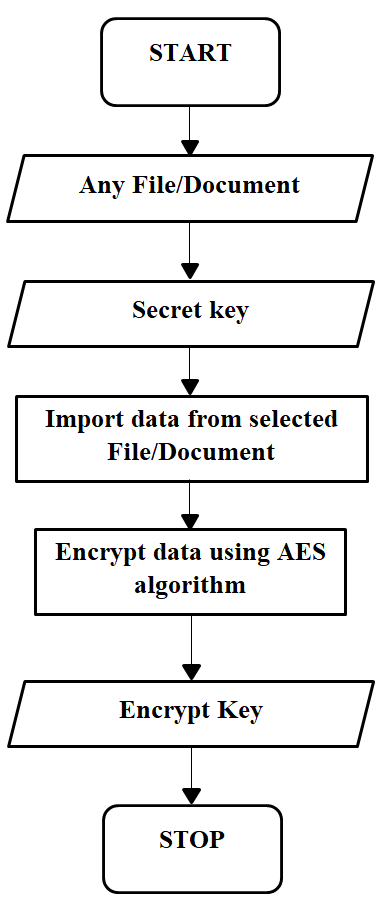 START
Any File/Document
Secret key
Import data from selected
File/Document
Encrypt data using AES
algorithm
Encrypt Key
STOP